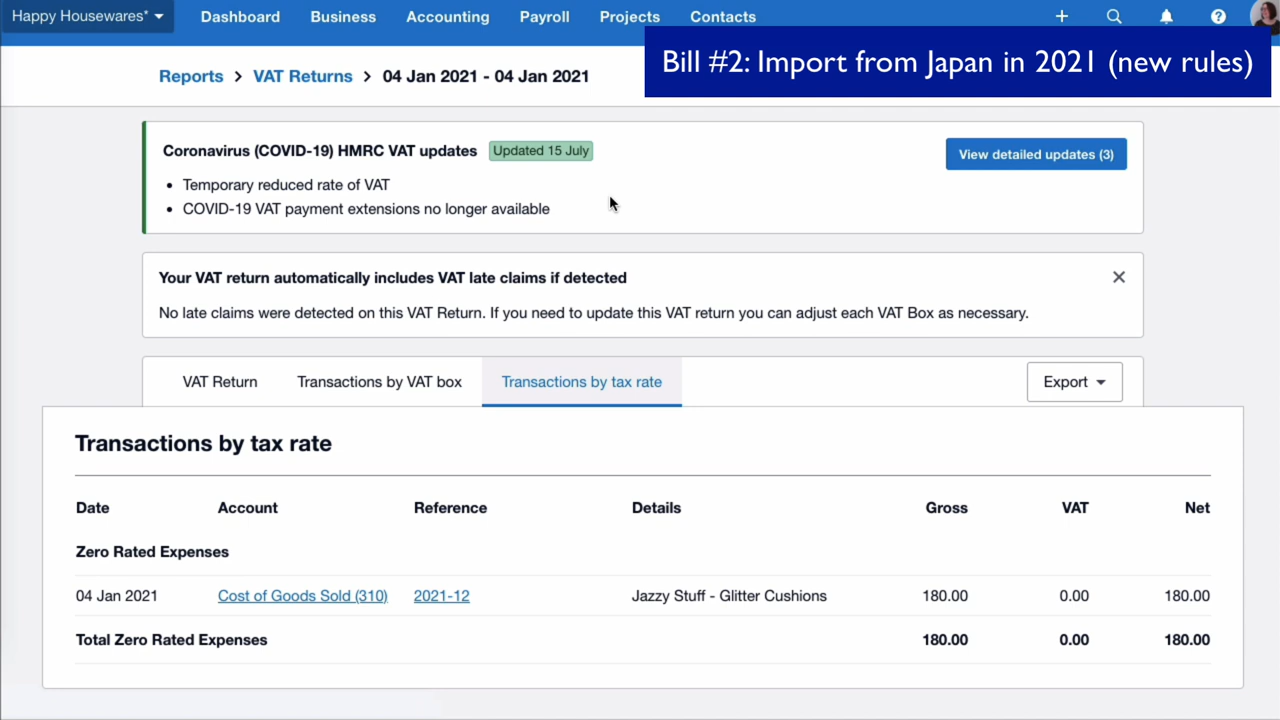 Happy Housewares* Dashboard Business Accounting Payroll Projects Contacts
Bill #2: Import from Japan in 2021 (new rules)
Reports > VAT Returns > 04 Jan 2021 - 04 Jan 2021
Coronavirus (COVID-19) HMRC VAT updates Updated 15 July View detailed updates (3)
• Temporary reduced rate of VAT
• COVID-19 VAT payment extensions no longer available
Your VAT return automatically includes VAT late claims if detected
No late claims were detected on this VAT Return. If you need to update this VAT return you can adjust each VAT Box as necessary.
VAT Return Transactions by VAT box Transactions by tax rate Export
Transactions by tax rate
Date Account Reference Details Gross VAT Net
Zero Rated Expenses
04 Jan 2021 Cost of Goods Sold (310) 2021-12 Jazzy Stuff - Glitter Cushions 180.00 0.00 180.00
Total Zero Rated Expenses 180.00 0.00 180.00